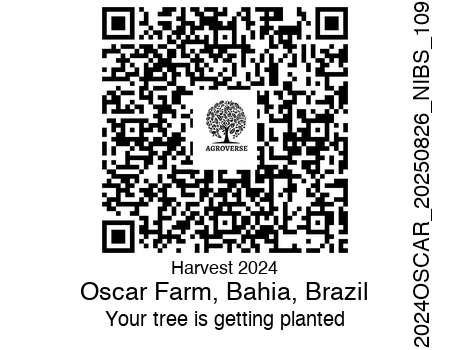 AGROVERSE
Harvest 2024
Oscar Farm, Bahia, Brazil
Your tree is getting planted
2024OSCAR_20250826_NIBS_109